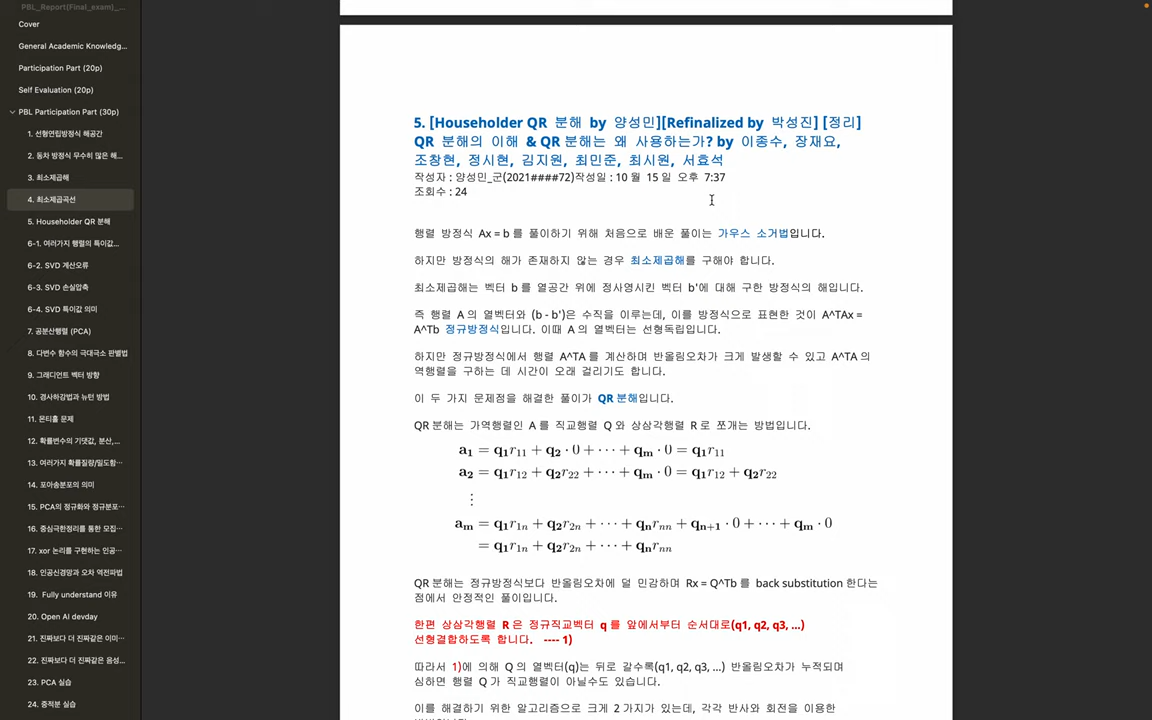 PBL_Report(Final_exam)_...
Cover
General Academic Knowledg...
Participation Part (20p)
Self Evaluation (20p)
PBL Participation Part (30p)
1. 선형연립방정식 해공간
2. 동차 방정식 무수히 많은 해...
3. 최소제곱해
4. 최소제곱곡선
5. Householder QR 분해
6-1. 여러가지 행렬의 특이값...
6-2. SVD 계산오류
6-3. SVD 손실압축
6-4. SVD 특이값 의미
7. 공분산행렬 (PCA)
8. 다변수 함수의 극대극소 판별법
9. 그레디언트 벡터 방향
10. 경사하강법과 뉴턴 방법
11. 몬티홀 문제
12. 확률변수의 기댓값, 분산,...
13. 여러가지 확률질량/밀도함...
14. 포아송분포의 의미
15. PCA의 정규화와 정규분포...
16. 중심극한정리를 통한 모집...
17. xor 논리를 구현하는 인공...
18. 인공신경망과 오차 역전파법
19. Fully understand 이유
20. Open AI devday
21. 진짜보다 더 진짜같은 이미...
22. 진짜보다 더 진짜같은 음성...
23. PCA 실습
24. 중적분 실습
5. [Householder QR 분해 by 양성민][Refinalized by 박성진] [정리]
QR 분해의 이해 & QR 분해는 왜 사용하는가? by 이종수, 장재요,
조창현, 정시현, 김지원, 최민준, 최시원, 서효석
작성자 : 양성민_군(2021####72)작성일 : 10 월 15 일 오후 7:37
조회수 : 24
행렬 방정식 Ax = b 를 풀이하기 위해 처음으로 배운 풀이는 가우스 소거법입니다.
하지만 방정식의 해가 존재하지 않는 경우 최소제곱해를 구해야 합니다.
최소제곱해는 벡터 b 를 열공간 위에 정사영시킨 벡터 b'에 대해 구한 방정식의 해입니다.
즉 행렬 A 의 열벡터와 (b - b')은 수직을 이루는데, 이를 방정식으로 표현한 것이 A^TAx =
A^Tb 정규방정식입니다. 이때 A 의 열벡터는 선형독립입니다.
하지만 정규방정식에서 행렬 A^TA 를 계산하며 반올림오차가 크게 발생할 수 있고 A^TA 의
역행렬을 구하는 데 시간이 오래 걸리기도 합니다.
이 두 가지 문제점을 해결한 풀이가 QR 분해입니다.
QR 분해는 가역행렬인 A 를 직교행렬 Q 와 상삼각행렬 R 로 쪼개는 방법입니다.
a₁ = q₁r₁₁ + q₂ · 0 + ⋯ + qₘ · 0 = q₁r₁₁
a₂ = q₁r₁₂ + q₂r₂₂ + ⋯ + qₘ · 0 = q₁r₁₂ + q₂r₂₂
⋮
aₘ = q₁r₁ₙ + q₂r₂ₙ + ⋯ + qₙrₙₙ + qₙ₊₁ · 0 + ⋯ + qₘ · 0
= q₁r₁ₙ + q₂r₂ₙ + ⋯ + qₙrₙₙ
QR 분해는 정규방정식보다 반올림오차에 덜 민감하며 Rx = Q^Tb 를 back substitution 한다는
점에서 안정적인 풀이입니다.
한편 상삼각행렬 R 은 정규직교벡터 q 를 앞에서부터 순서대로(q1, q2, q3, ...)
선형결합하도록 합니다. ---- 1)
따라서 1)에 의해 Q 의 열벡터(q)는 뒤로 갈수록(q1, q2, q3, ...) 반올림오차가 누적되며
심하면 행렬 Q 가 직교행렬이 아닐수도 있습니다.
이를 해결하기 위한 알고리즘으로 크게 2 가지가 있는데, 각각 반사와 회전을 이용한